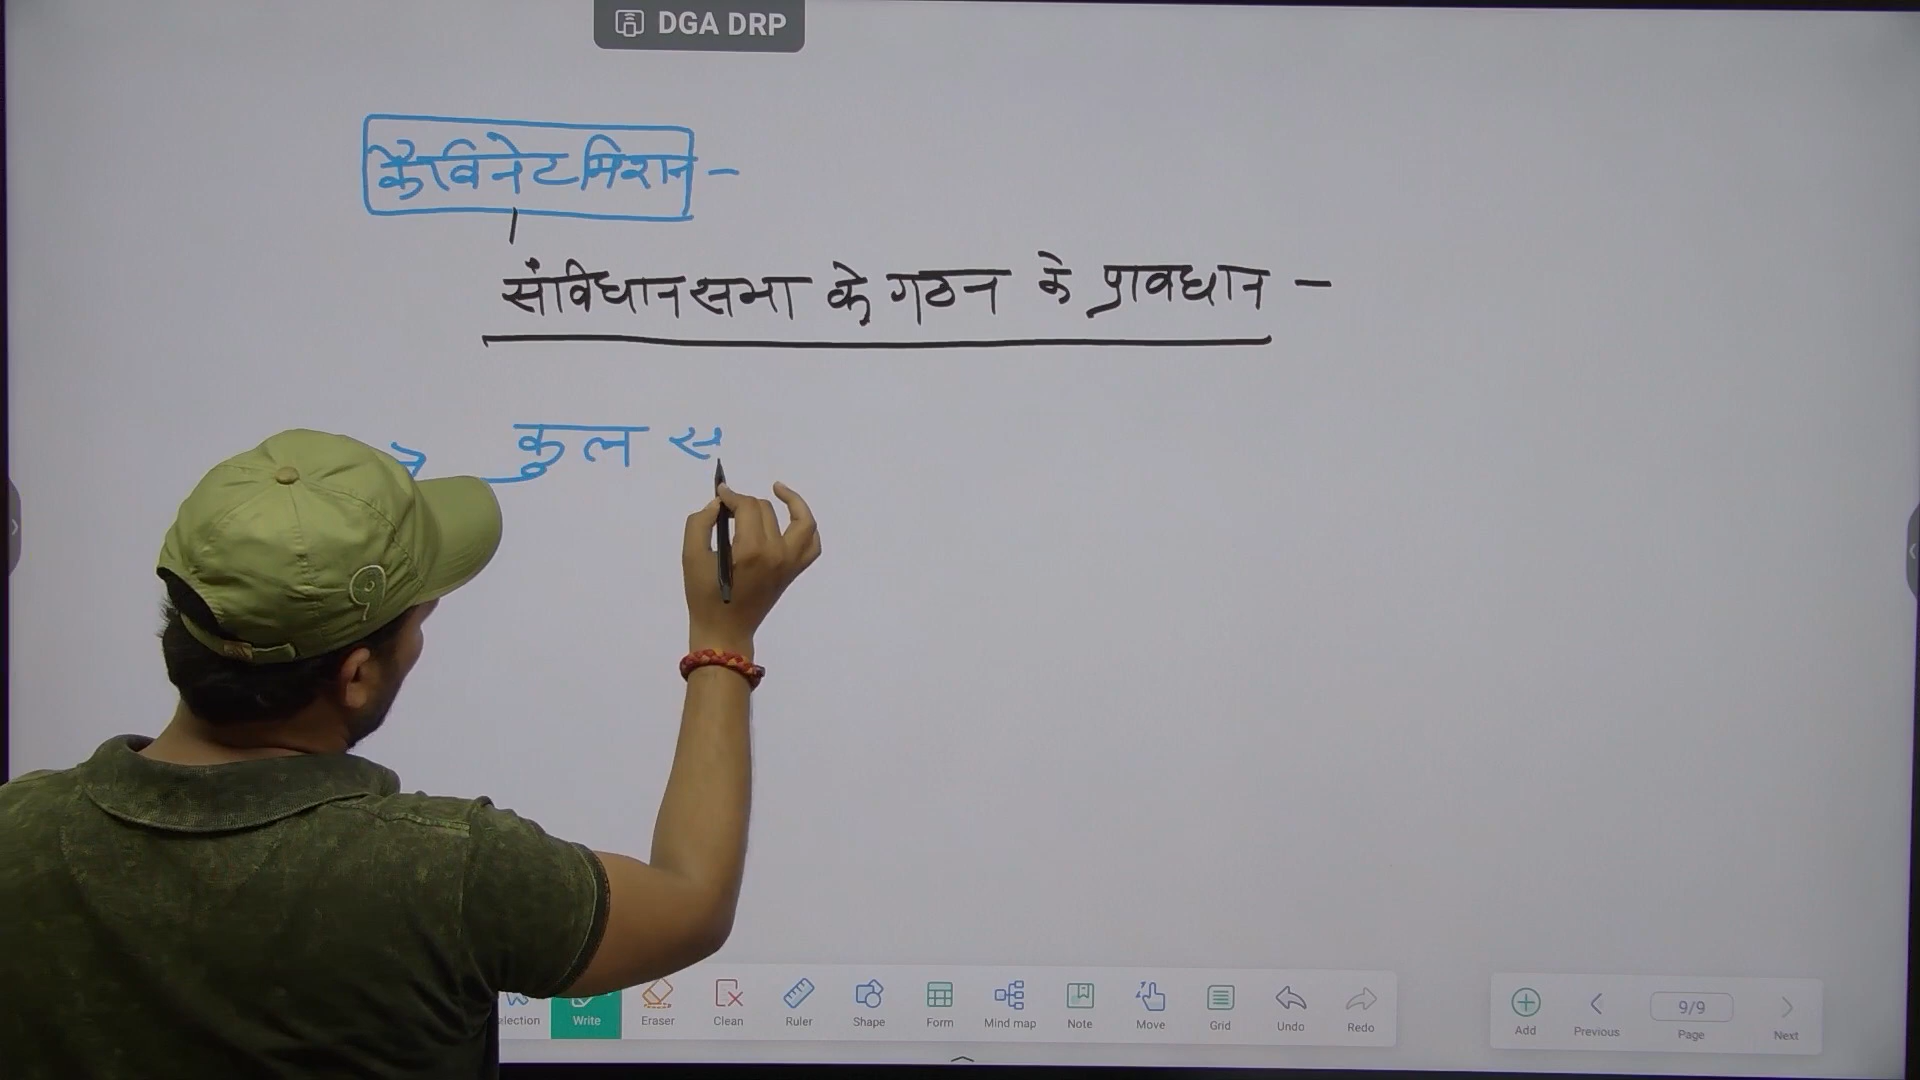 DGA DRP
कैविनेट मिशन -
संविधान सभा के गठन के प्रावधान -
कुल स
Selection Write Eraser Clean Ruler Shape Form Mind map Note Move Grid Undo Redo
9/9
Add Previous Page Next